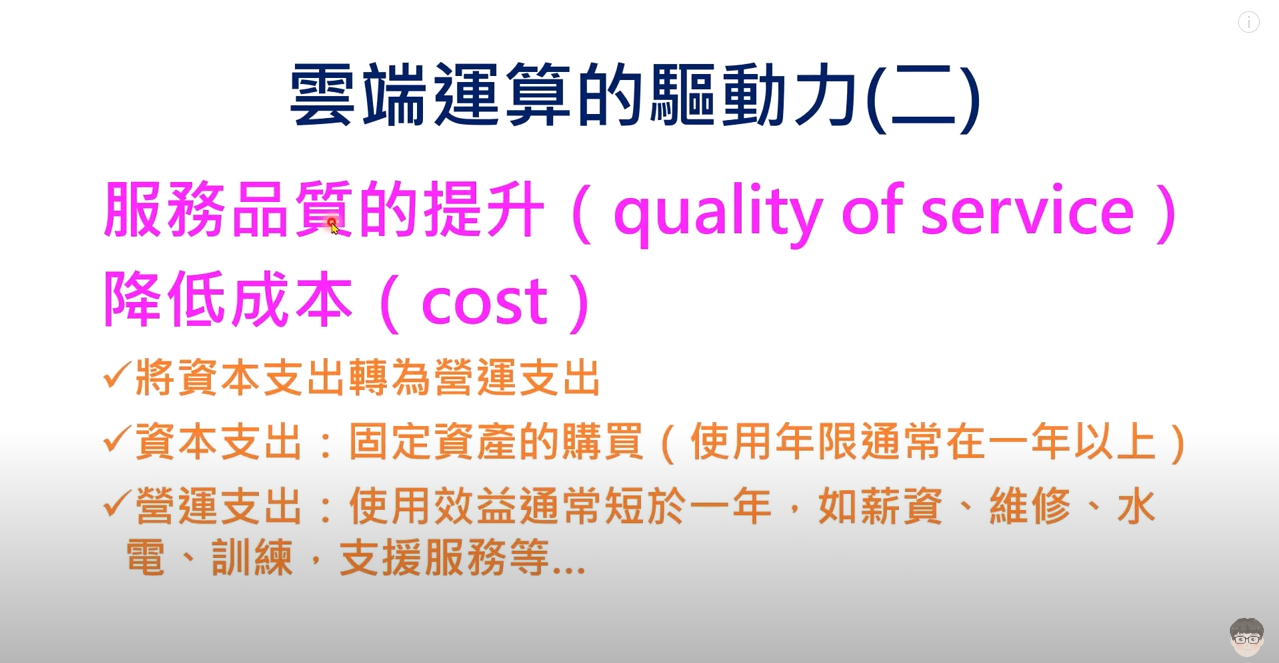 雲端運算的驅動力(二)
服務品質的提升（quality of service）
降低成本（cost）
✓將資本支出轉為營運支出
✓資本支出：固定資產的購買（使用年限通常在一年以上）
✓營運支出：使用效益通常短於一年，如薪資、維修、水
電、訓練，支援服務等...